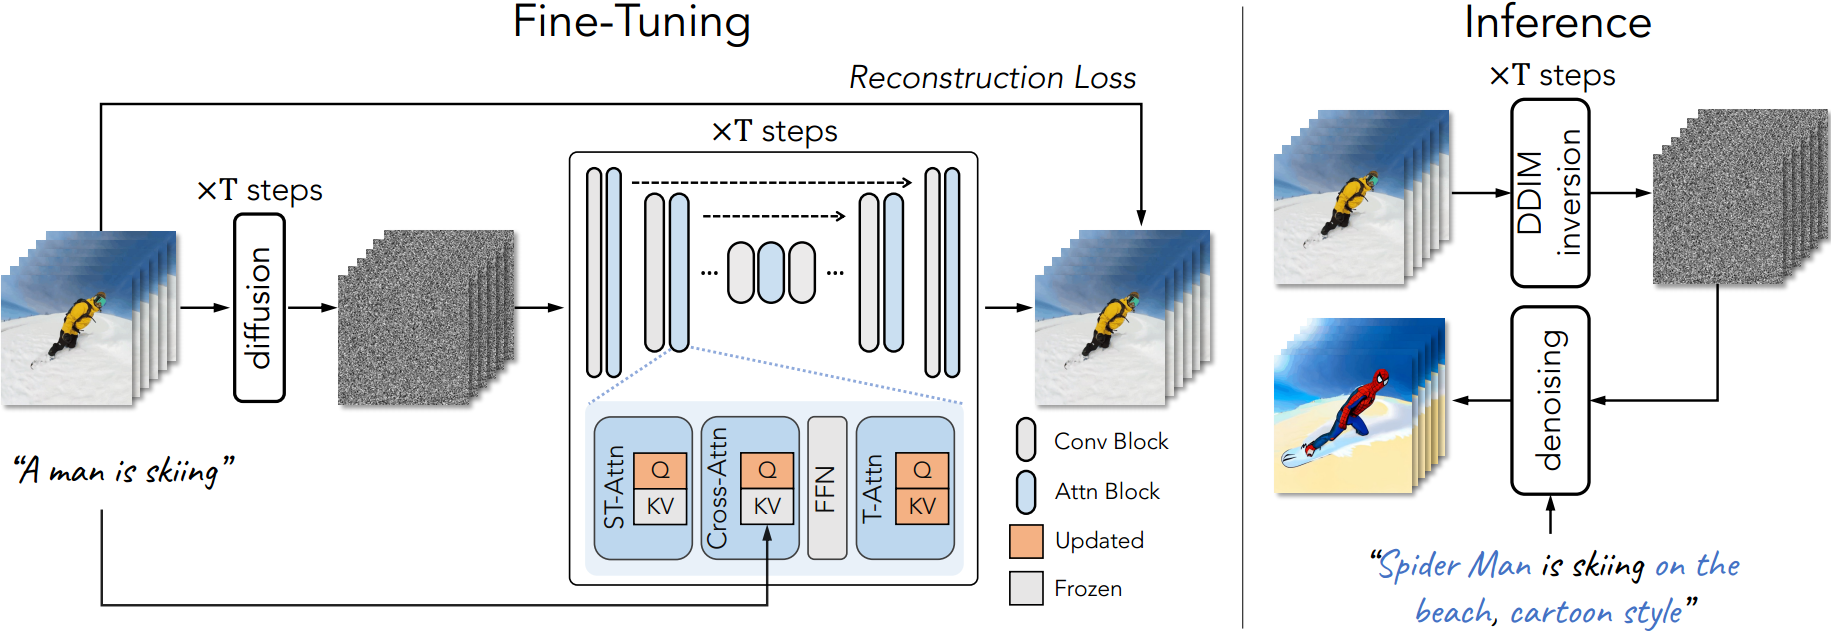 Fine-Tuning
Reconstruction Loss
×T steps
×T steps
diffusion
...
...
"A man is skiing"
ST-Attn
Q
KV
Cross-Attn
Q
KV
FFN
T-Attn
Q
KV
Conv Block
Attn Block
Updated
Frozen
Inference
×T steps
DDIM
inversion
denoising
"Spider Man is skiing on the
beach, cartoon style"